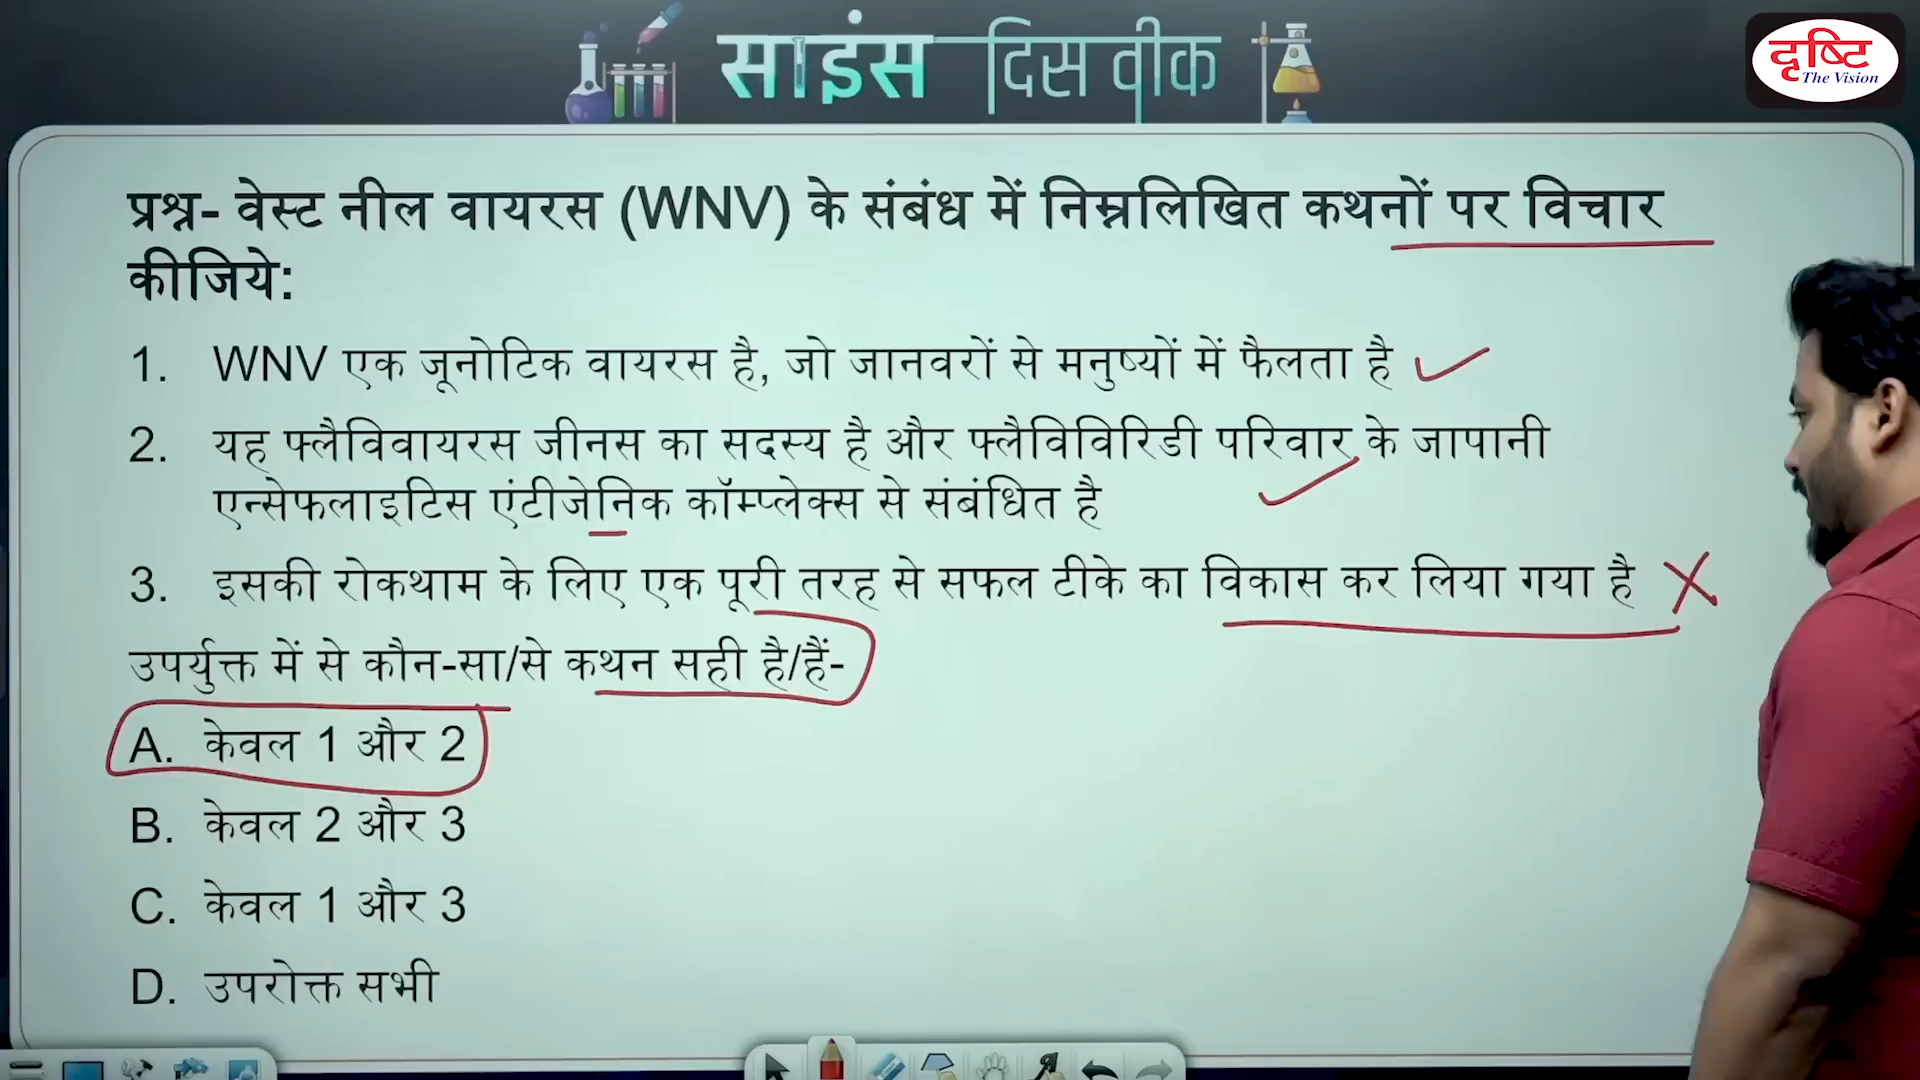 साइंस दिस वीक
दृष्टि
The Vision
प्रश्न- वेस्ट नील वायरस (WNV) के संबंध में निम्नलिखित कथनों पर विचार
कीजिये:
1. WNV एक जूनोटिक वायरस है, जो जानवरों से मनुष्यों में फैलता है
2. यह फ्लैविवायरस जीनस का सदस्य है और फ्लैविविरिडी परिवार के जापानी
एन्सेफलाइटिस एंटीजेनिक कॉम्प्लेक्स से संबंधित है
3. इसकी रोकथाम के लिए एक पूरी तरह से सफल टीके का विकास कर लिया गया है
उपर्युक्त में से कौन-सा/से कथन सही है/हैं-
A. केवल 1 और 2
B. केवल 2 और 3
C. केवल 1 और 3
D. उपरोक्त सभी